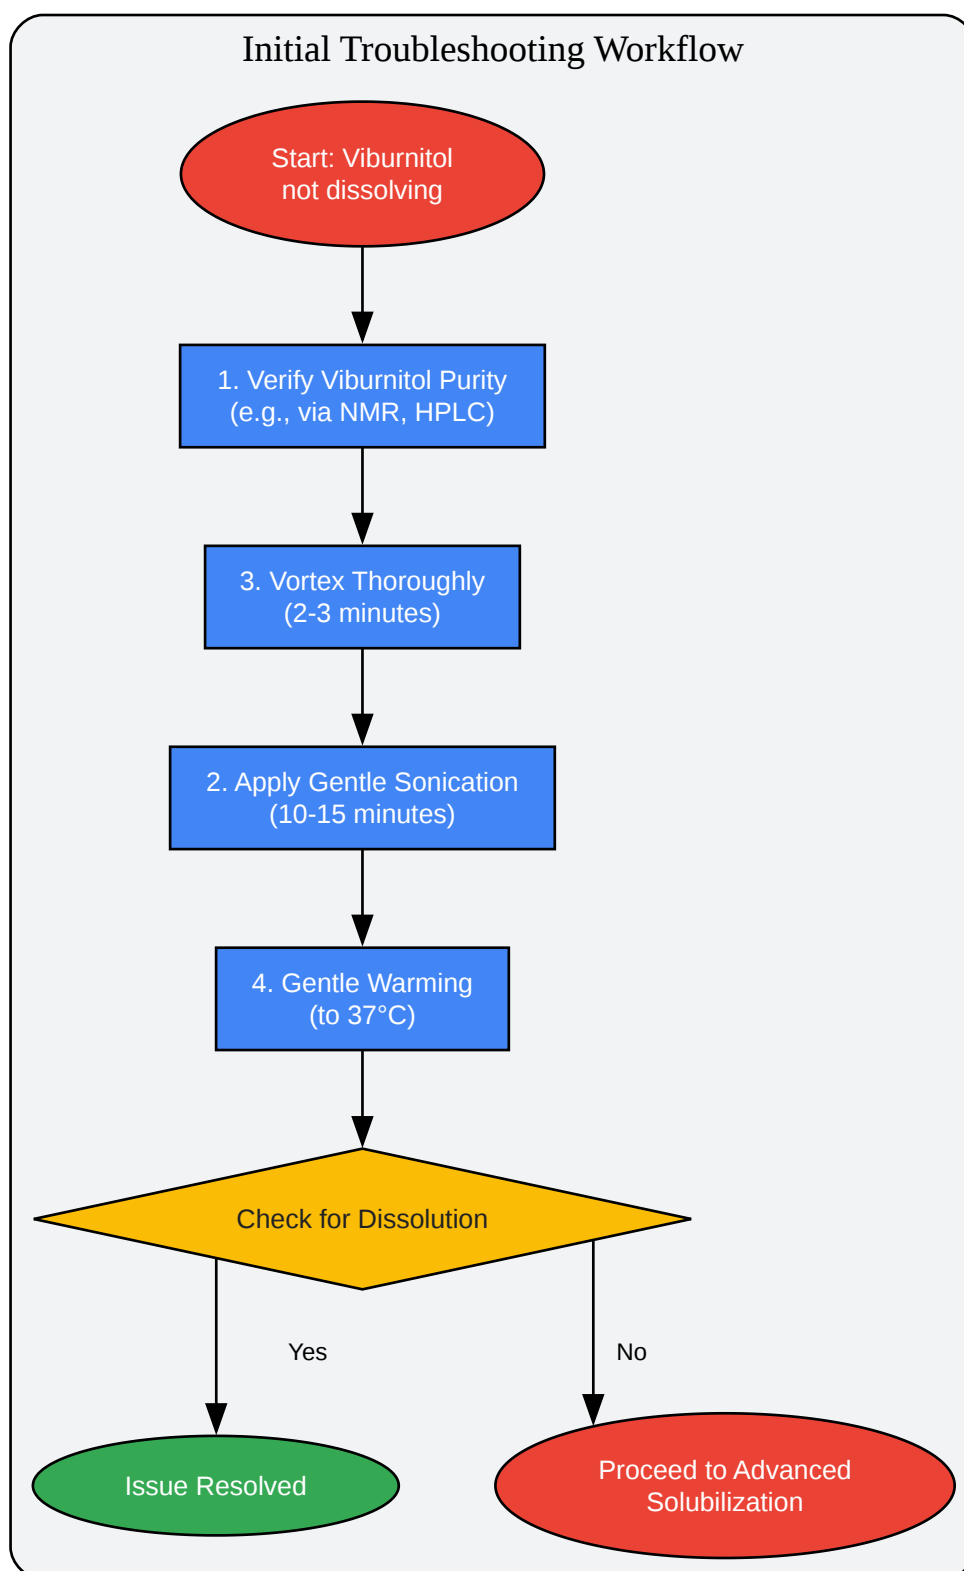 Initial Troubleshooting Workflow
Start: Viburnitol
not dissolving
1. Verify Viburnitol Purity
(e.g., via NMR, HPLC)
3. Vortex Thoroughly
(2-3 minutes)
2. Apply Gentle Sonication
(10-15 minutes)
4. Gentle Warming
(to 37°C)
Check for Dissolution
Yes
No
Issue Resolved
Proceed to Advanced
Solubilization